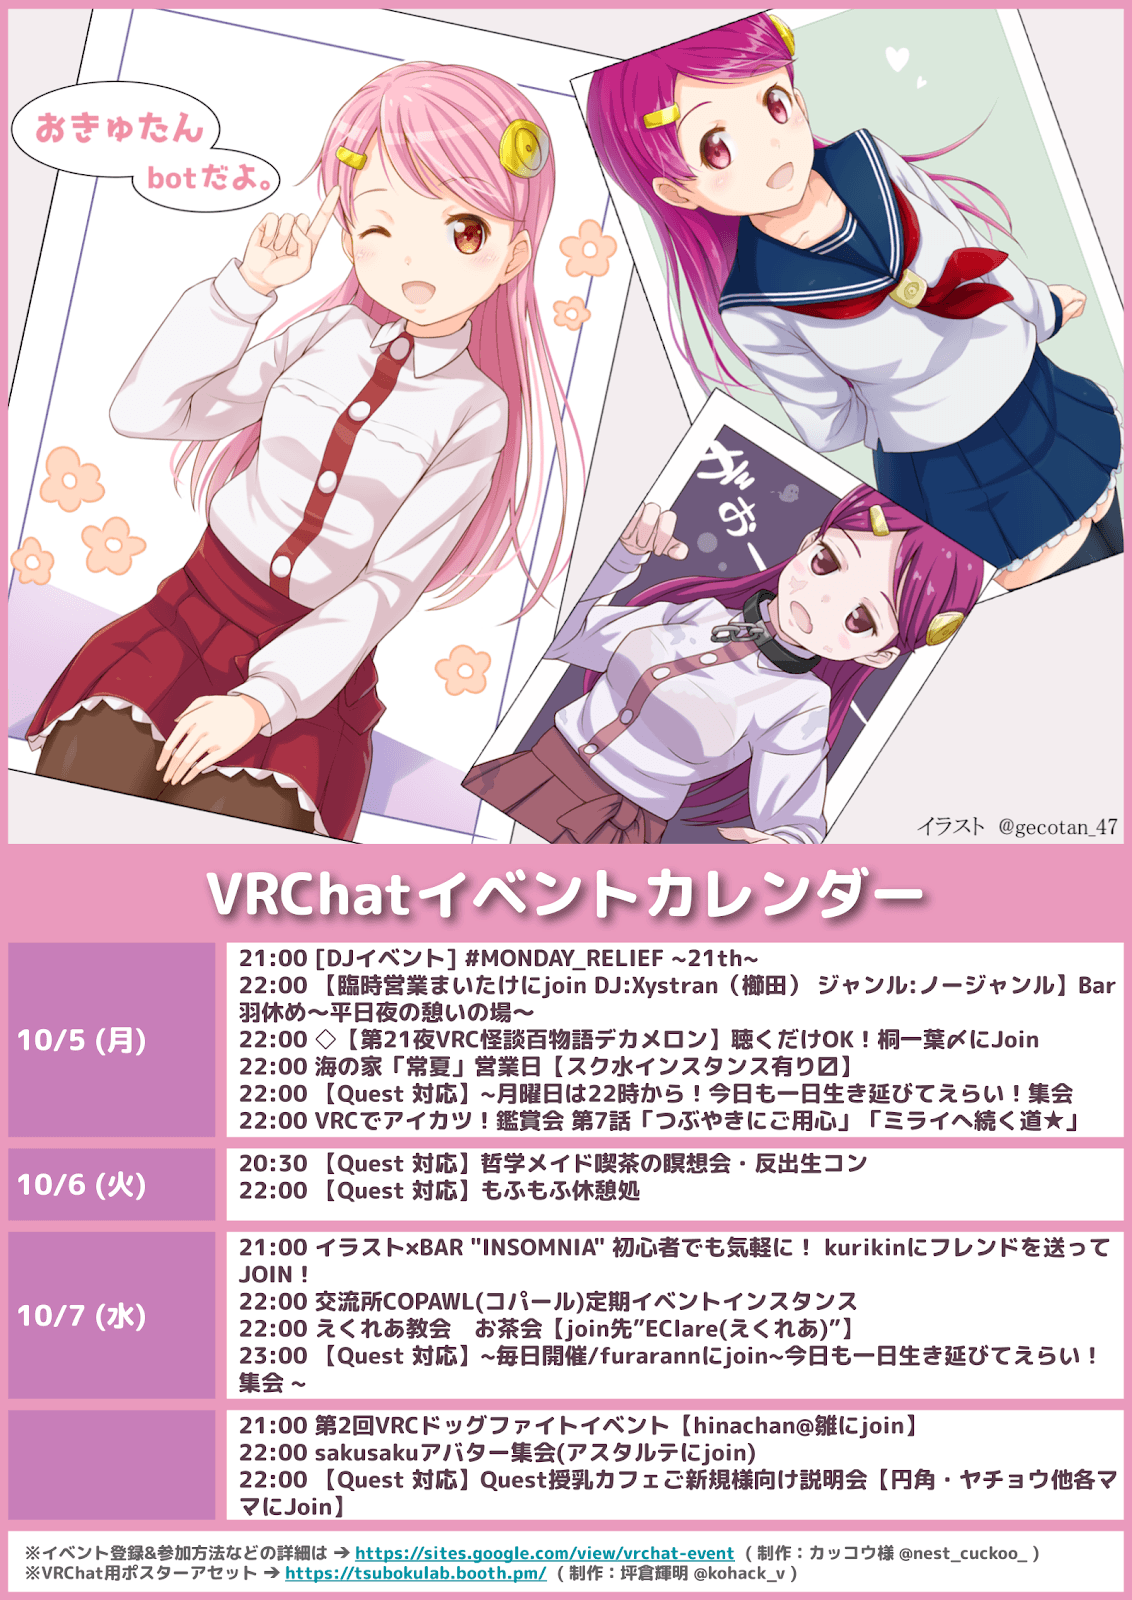 おきゅたん
botだよ。
がおー
イラスト @gecotan_47
VRChatイベントカレンダー
10/5 (月)
21:00 [DJイベント] #MONDAY_RELIEF ~21th~
22:00 【臨時営業まいたけにjoin DJ:Xystran（櫛田） ジャンル:ノージャンル】Bar
羽休め～平日夜の憩いの場～
22:00 ◇【第21夜VRC怪談百物語デカメロン】聴くだけOK！桐一葉〆にJoin
22:00 海の家「常夏」営業日【スク水インスタンス有り〼】
22:00 【Quest 対応】~月曜日は22時から！今日も一日生き延びてえらい！集会
22:00 VRCでアイカツ！鑑賞会 第7話「つぶやきにご用心」「ミライへ続く道★」
10/6 (火)
20:30 【Quest 対応】哲学メイド喫茶の瞑想会・反出生コン
22:00 【Quest 対応】もふもふ休憩処
10/7 (水)
21:00 イラスト×BAR "INSOMNIA" 初心者でも気軽に！ kurikinにフレンドを送って
JOIN！
22:00 交流所COPAWL(コパール)定期イベントインスタンス
22:00 えくれあ教会　お茶会【join先”EClare(えくれあ)”】
23:00 【Quest 対応】~毎日開催/furarannにjoin~今日も一日生き延びてえらい！
集会 ~
21:00 第2回VRCドッグファイトイベント【hinachan@雛にjoin】
22:00 sakusakuアバター集会(アスタルテにjoin)
22:00 【Quest 対応】Quest授乳カフェご新規様向け説明会【円角・ヤチョウ他各マ
マにJoin】
※イベント登録&参加方法などの詳細は → https://sites.google.com/view/vrchat-event （ 制作：カッコウ様 @nest_cuckoo_ ）
※VRChat用ポスターアセット → https://tsubokulab.booth.pm/ （ 制作：坪倉輝明 @kohack_v ）